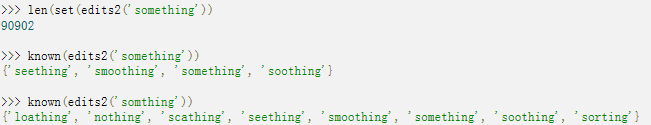 >>> len(set(edits2('something'))
90902
>>> known(edits2('something'))
{'seething', 'smoothing', 'something', 'soothing'}
>>> known(edits2('somthing'))
{'loathing', 'nothing', 'scathing', 'seething', 'smoothing', 'something', 'soothing', 'sorting'}